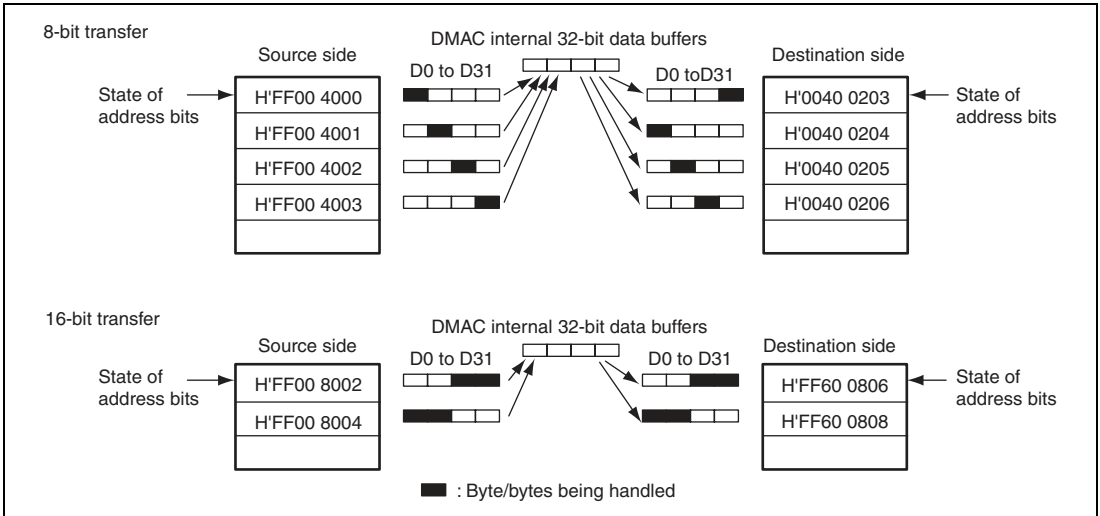 8-bit transfer
DMAC internal 32-bit data buffers
Source side
D0 to D31
D0 toD31
Destination side
State of
address bits
H'FF00 4000
H'FF00 4001
H'FF00 4002
H'FF00 4003
H'0040 0203
H'0040 0204
H'0040 0205
H'0040 0206
State of
address bits
16-bit transfer
DMAC internal 32-bit data buffers
Source side
D0 to D31
D0 to D31
Destination side
State of
address bits
H'FF00 8002
H'FF00 8004
H'FF60 0806
H'FF60 0808
State of
address bits
: Byte/bytes being handled